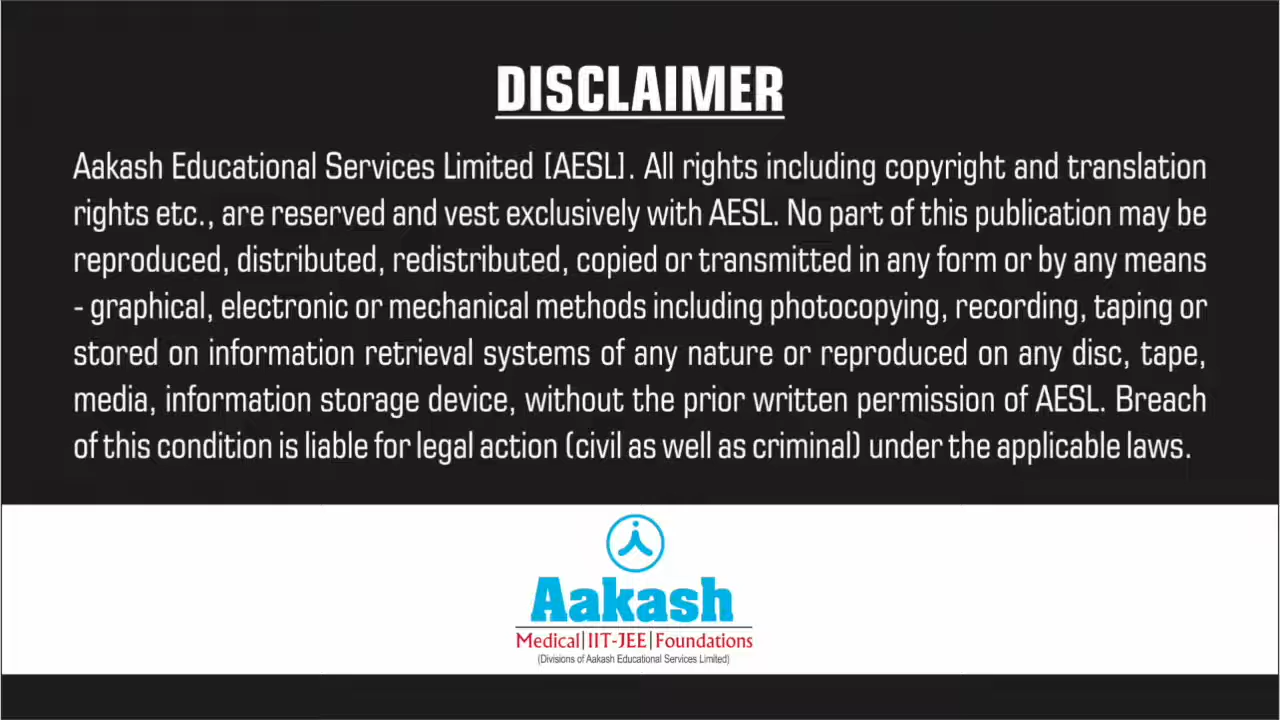 DISCLAIMER
Aakash Educational Services Limited [AESL]. All rights including copyright and translation
rights etc., are reserved and vest exclusively with AESL. No part of this publication may be
reproduced, distributed, redistributed, copied or transmitted in any form or by any means
- graphical, electronic or mechanical methods including photocopying, recording, taping or
stored on information retrieval systems of any nature or reproduced on any disc, tape,
media, information storage device, without the prior written permission of AESL. Breach
of this condition is liable for legal action (civil as well as criminal) under the applicable laws.
Aakash
Medical|IIT-JEE|Foundations
(Divisions of Aakash Educational Services Limited)